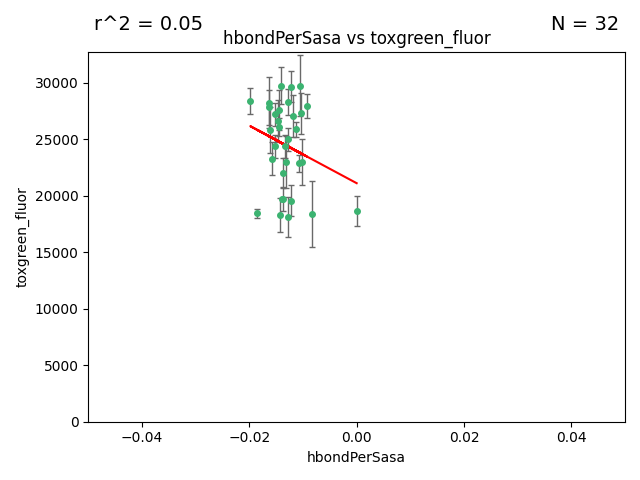 r^2 = 0.05
N = 32
hbondPerSasa vs toxgreen_fluor
toxgreen_fluor
30000
25000
20000
15000
10000
5000
0
−0.04
−0.02
0.00
0.02
0.04
hbondPerSasa